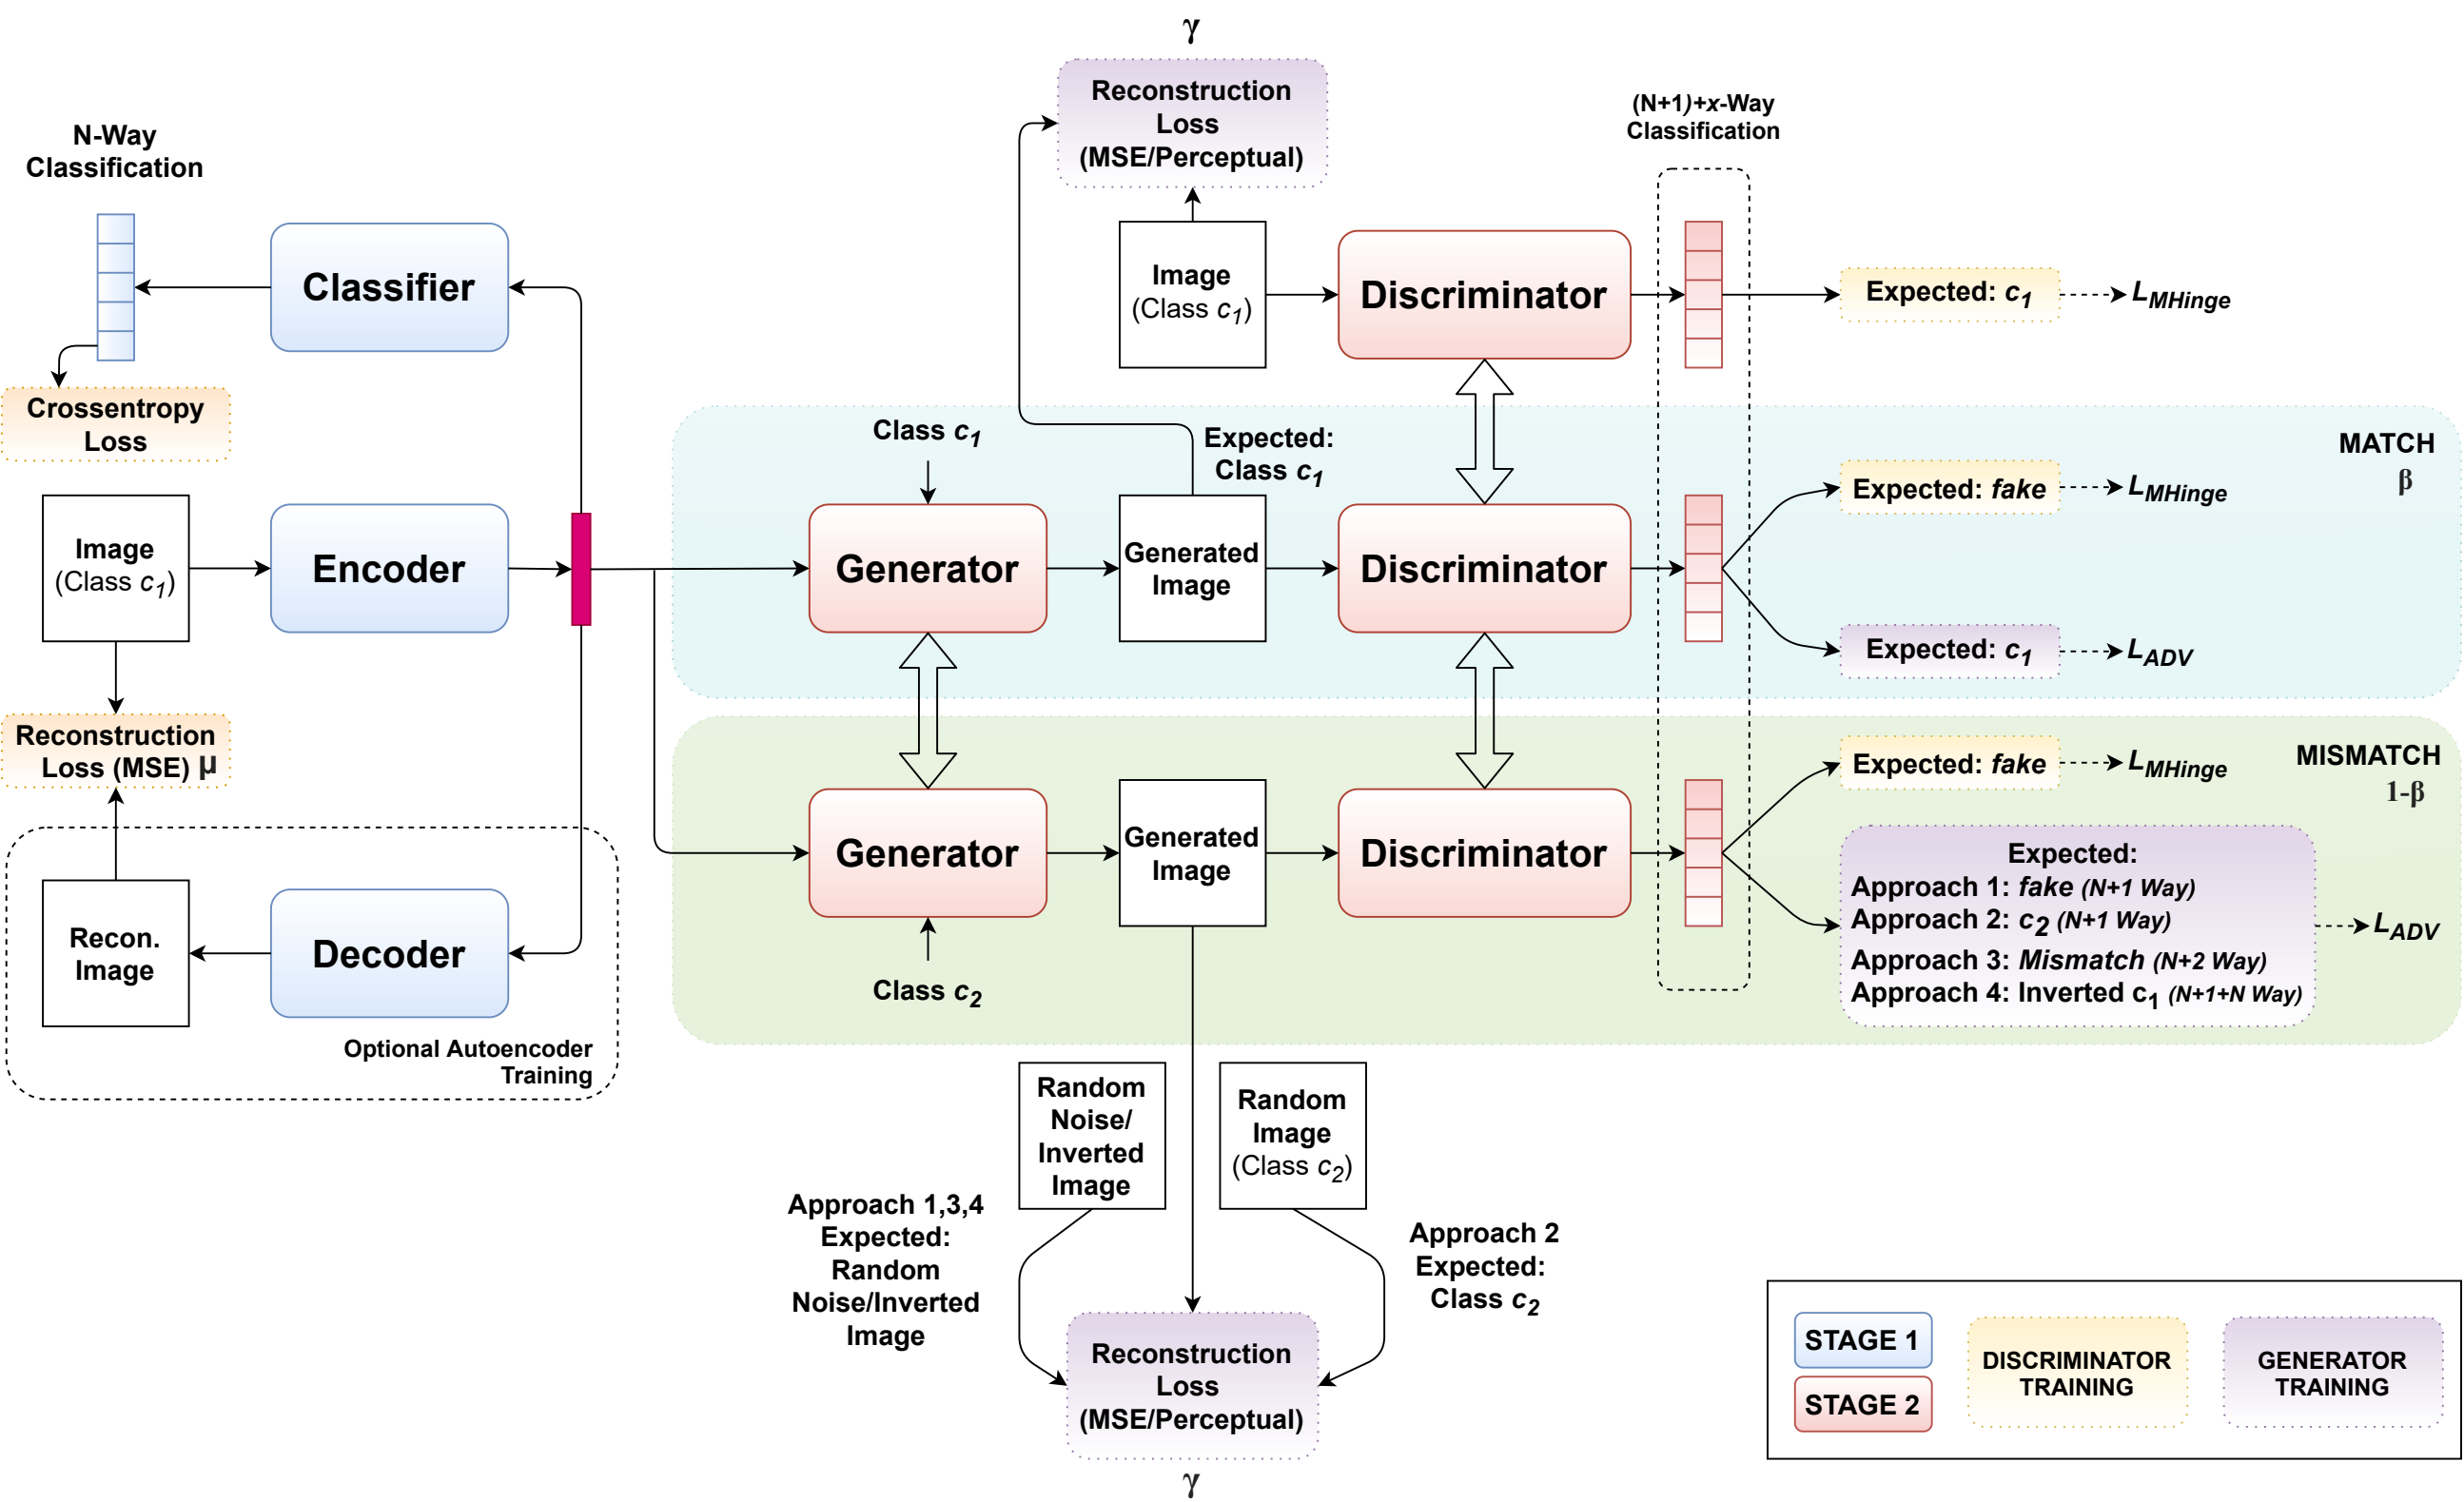 γ
Reconstruction
Loss
(MSE/Perceptual)
(N+1)+x-Way
Classification
N-Way
Classification
Classifier
Image
(Class c1)
Discriminator
Expected: c1
LMHinge
Crossentropy
Loss
Class c1
Expected:
Class c1
MATCH
β
Image
(Class c1)
Encoder
Generator
Generated
Image
Discriminator
Expected: fake
LMHinge
Expected: c1
LADV
Reconstruction
Loss (MSE) μ
MISMATCH
1-β
Generator
Generated
Image
Discriminator
Expected: fake
LMHinge
Expected:
Approach 1: fake (N+1 Way)
Approach 2: c2 (N+1 Way)
Approach 3: Mismatch (N+2 Way)
Approach 4: Inverted c1 (N+1+N Way)
LADV
Recon.
Image
Decoder
Class c2
Optional Autoencoder
Training
Random
Noise/
Inverted
Image
Random
Image
(Class c2)
Approach 1,3,4
Expected:
Random
Noise/Inverted
Image
Approach 2
Expected:
Class c2
Reconstruction
Loss
(MSE/Perceptual)
γ
STAGE 1
STAGE 2
DISCRIMINATOR
TRAINING
GENERATOR
TRAINING